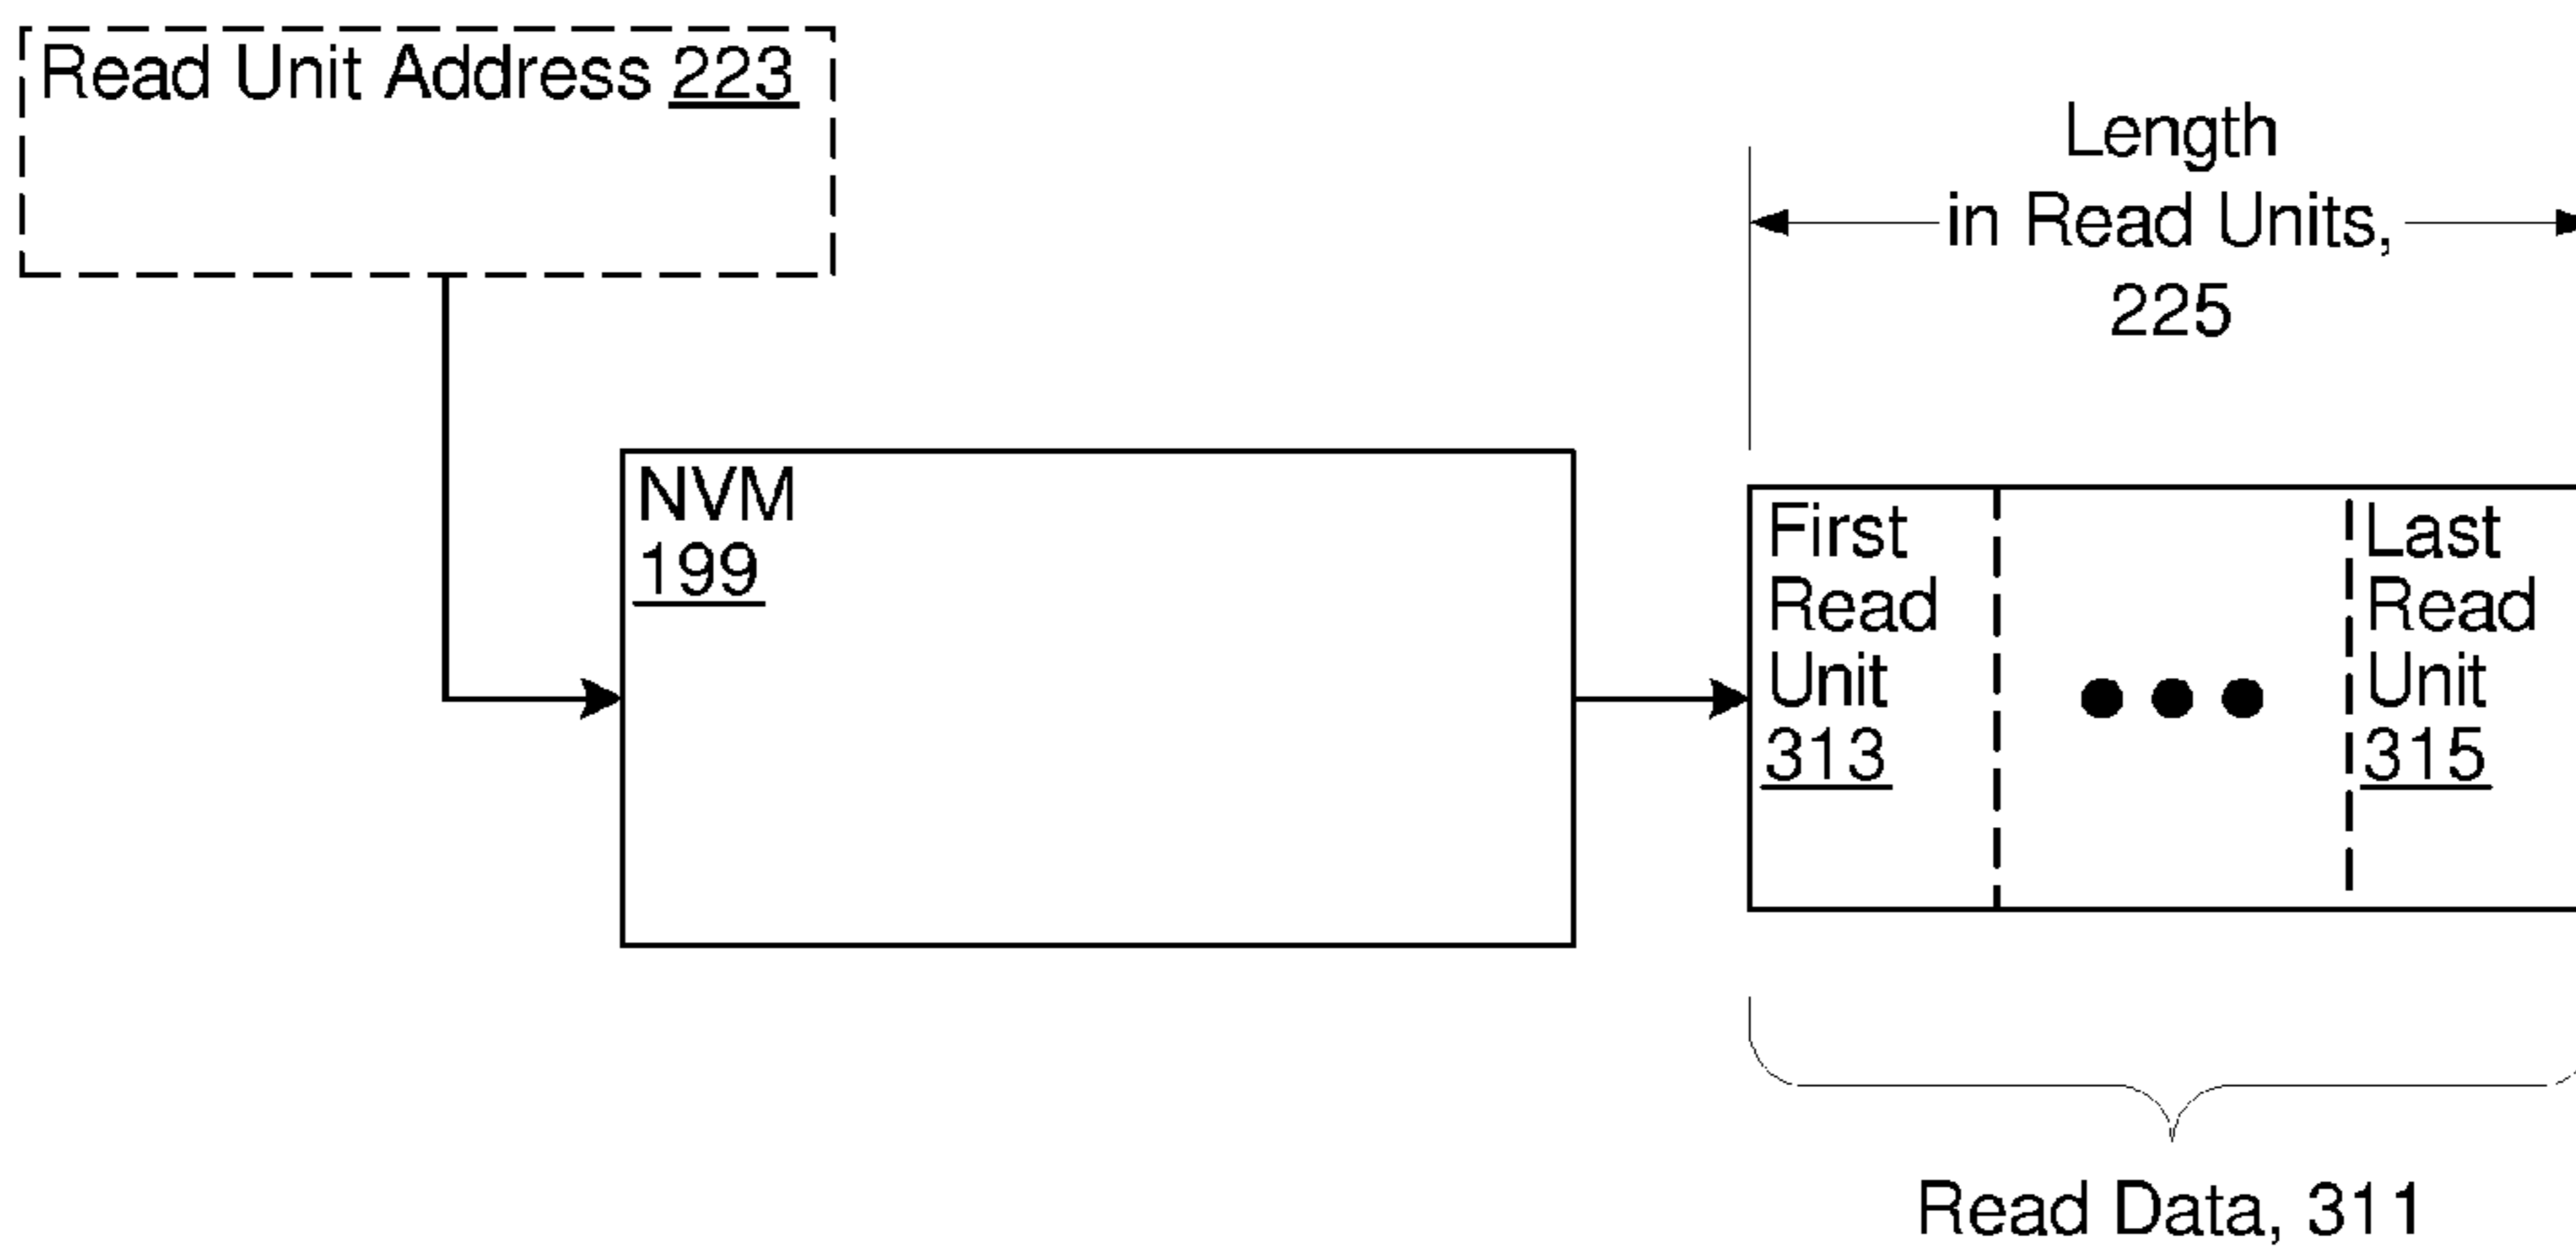 Read Unit Address 223
Length
in Read Units,
225
NVM
199
First
Read
Unit
313
Last
Read
Unit
315
Read Data, 311